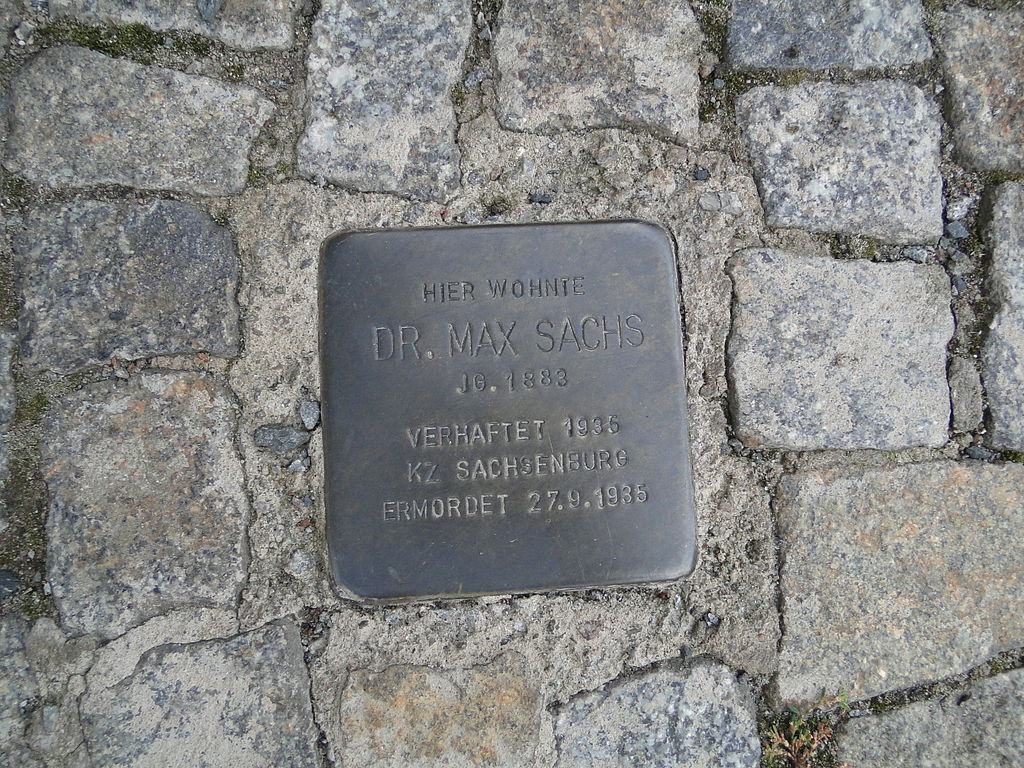 HIER WOHNTE
DR. MAX SACHS
JG. 1883
VERHAFTET 1935
KZ SACHSENBURG
ERMORDET 27.9.1935